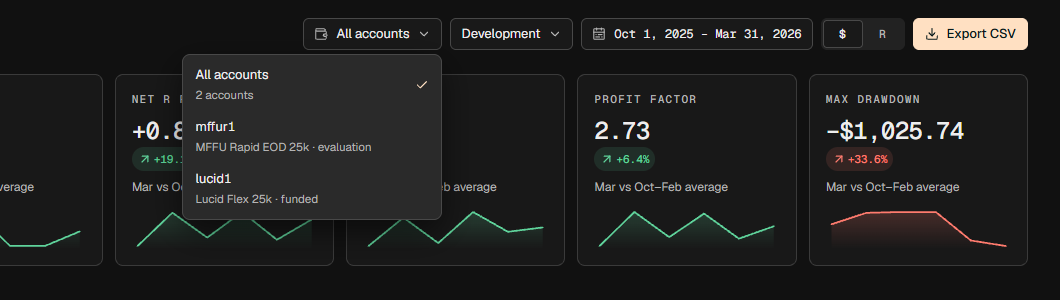 All accounts
Development
Oct 1, 2025 - Mar 31, 2026
$
R
Export CSV
All accounts
2 accounts
mffur1
MFFU Rapid EOD 25k · evaluation
lucid1
Lucid Flex 25k · funded
NET R
+0.8
+19.
Mar vs Oc
average
PROFIT FACTOR
2.73
+6.4%
Mar vs Oct–Feb average
MAX DRAWDOWN
−$1,025.74
+33.6%
Mar vs Oct–Feb average